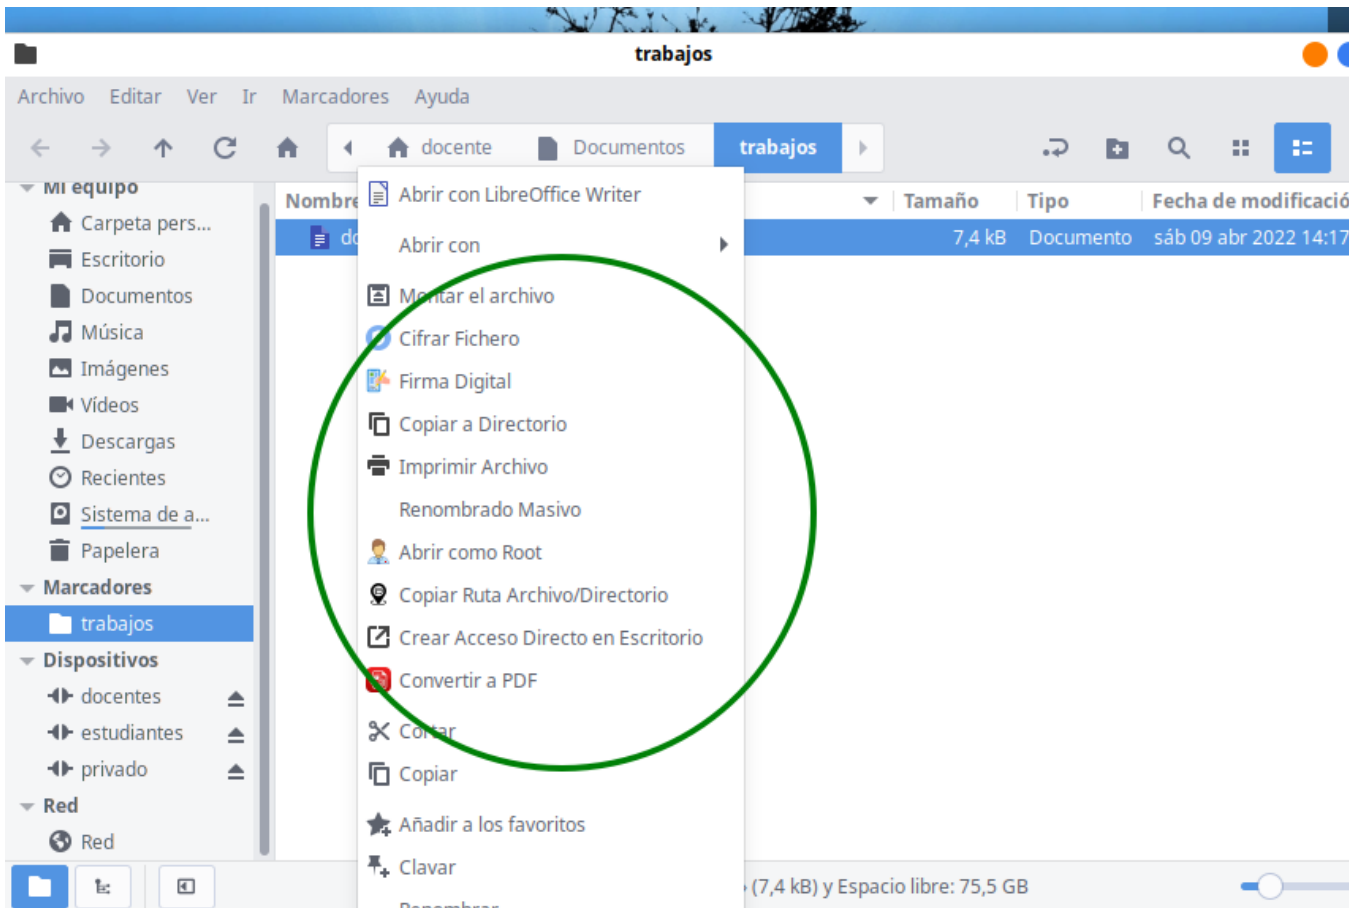 trabajos
Archivo Editar Ver Ir Marcadores Ayuda
docente Documentos trabajos
Mi equipo
Carpeta pers...
Escritorio
Documentos
Música
Imágenes
Vídeos
Descargas
Recientes
Sistema de a...
Papelera
Marcadores
trabajos
Dispositivos
docentes
estudiantes
privado
Red
Red
Nombre Tamaño Tipo Fecha de modificació
do 7,4 kB Documento sáb 09 abr 2022 14:17
Abrir con LibreOffice Writer
Abrir con
Montar el archivo
Cifrar Fichero
Firma Digital
Copiar a Directorio
Imprimir Archivo
Renombrado Masivo
Abrir como Root
Copiar Ruta Archivo/Directorio
Crear Acceso Directo en Escritorio
Convertir a PDF
Cortar
Copiar
Añadir a los favoritos
Clavar
Renombrar
(7,4 kB) y Espacio libre: 75,5 GB